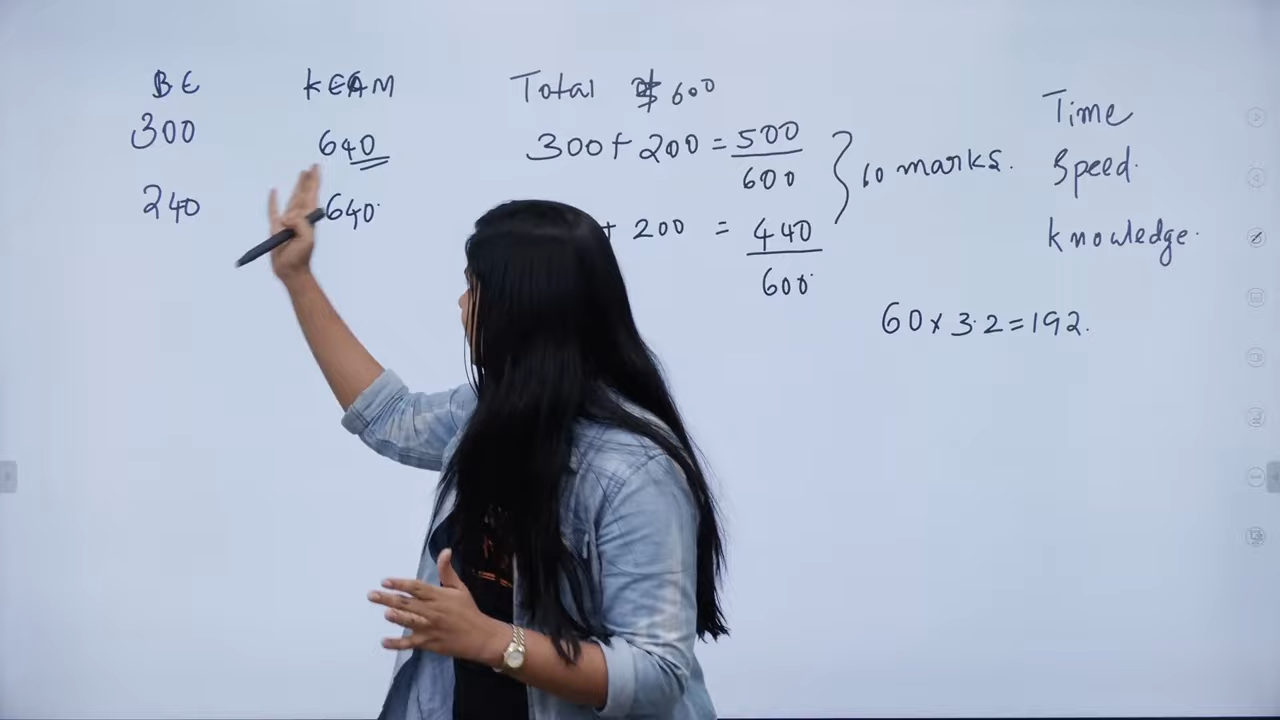 BE KEAM Total $ 600
300 640 300 + 200 = 500/600
240 640 + 200 = 440/600
} 60 marks.
Time
Speed.
Knowledge.
60 x 3.2 = 192.